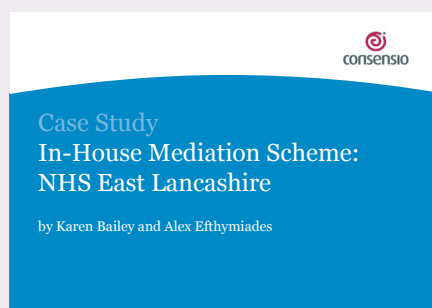 consensio
Case Study
In-House Mediation Scheme:
NHS East Lancashire
by Karen Bailey and Alex Efthymiades